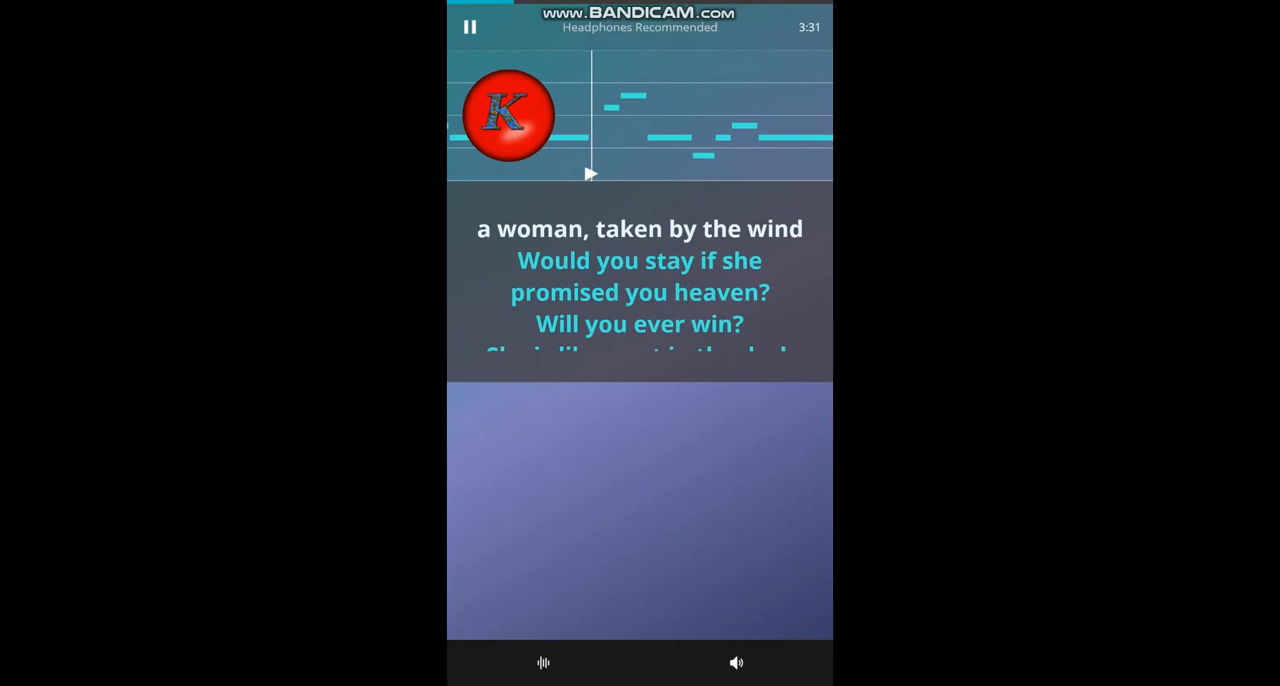 www.BANDICAM.com
Headphones Recommended
3:31
K
a woman, taken by the wind
Would you stay if she
promised you heaven?
Will you ever win?